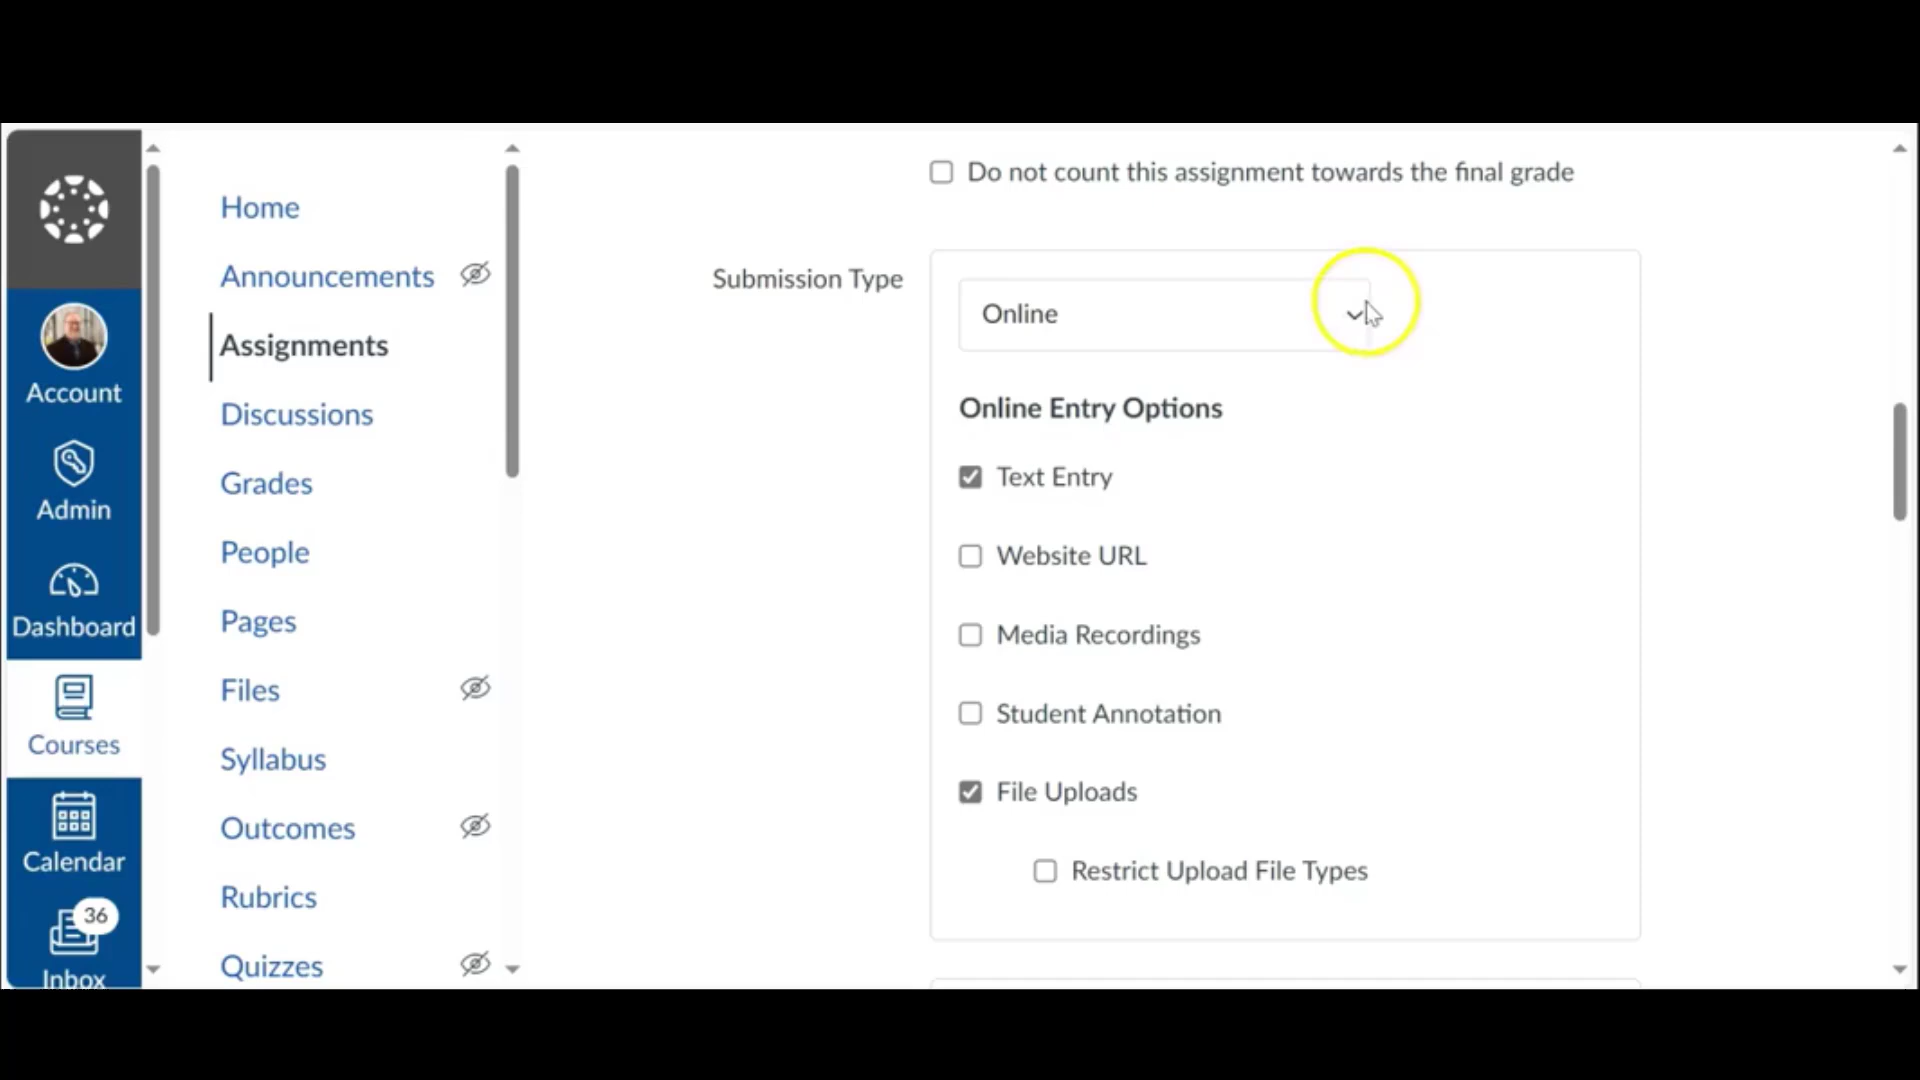 Account
Admin
Dashboard
Courses
Calendar
36
Inbox
Home
Announcements
Assignments
Discussions
Grades
People
Pages
Files
Syllabus
Outcomes
Rubrics
Quizzes
Do not count this assignment towards the final grade
Submission Type
Online
Online Entry Options
Text Entry
Website URL
Media Recordings
Student Annotation
File Uploads
Restrict Upload File Types